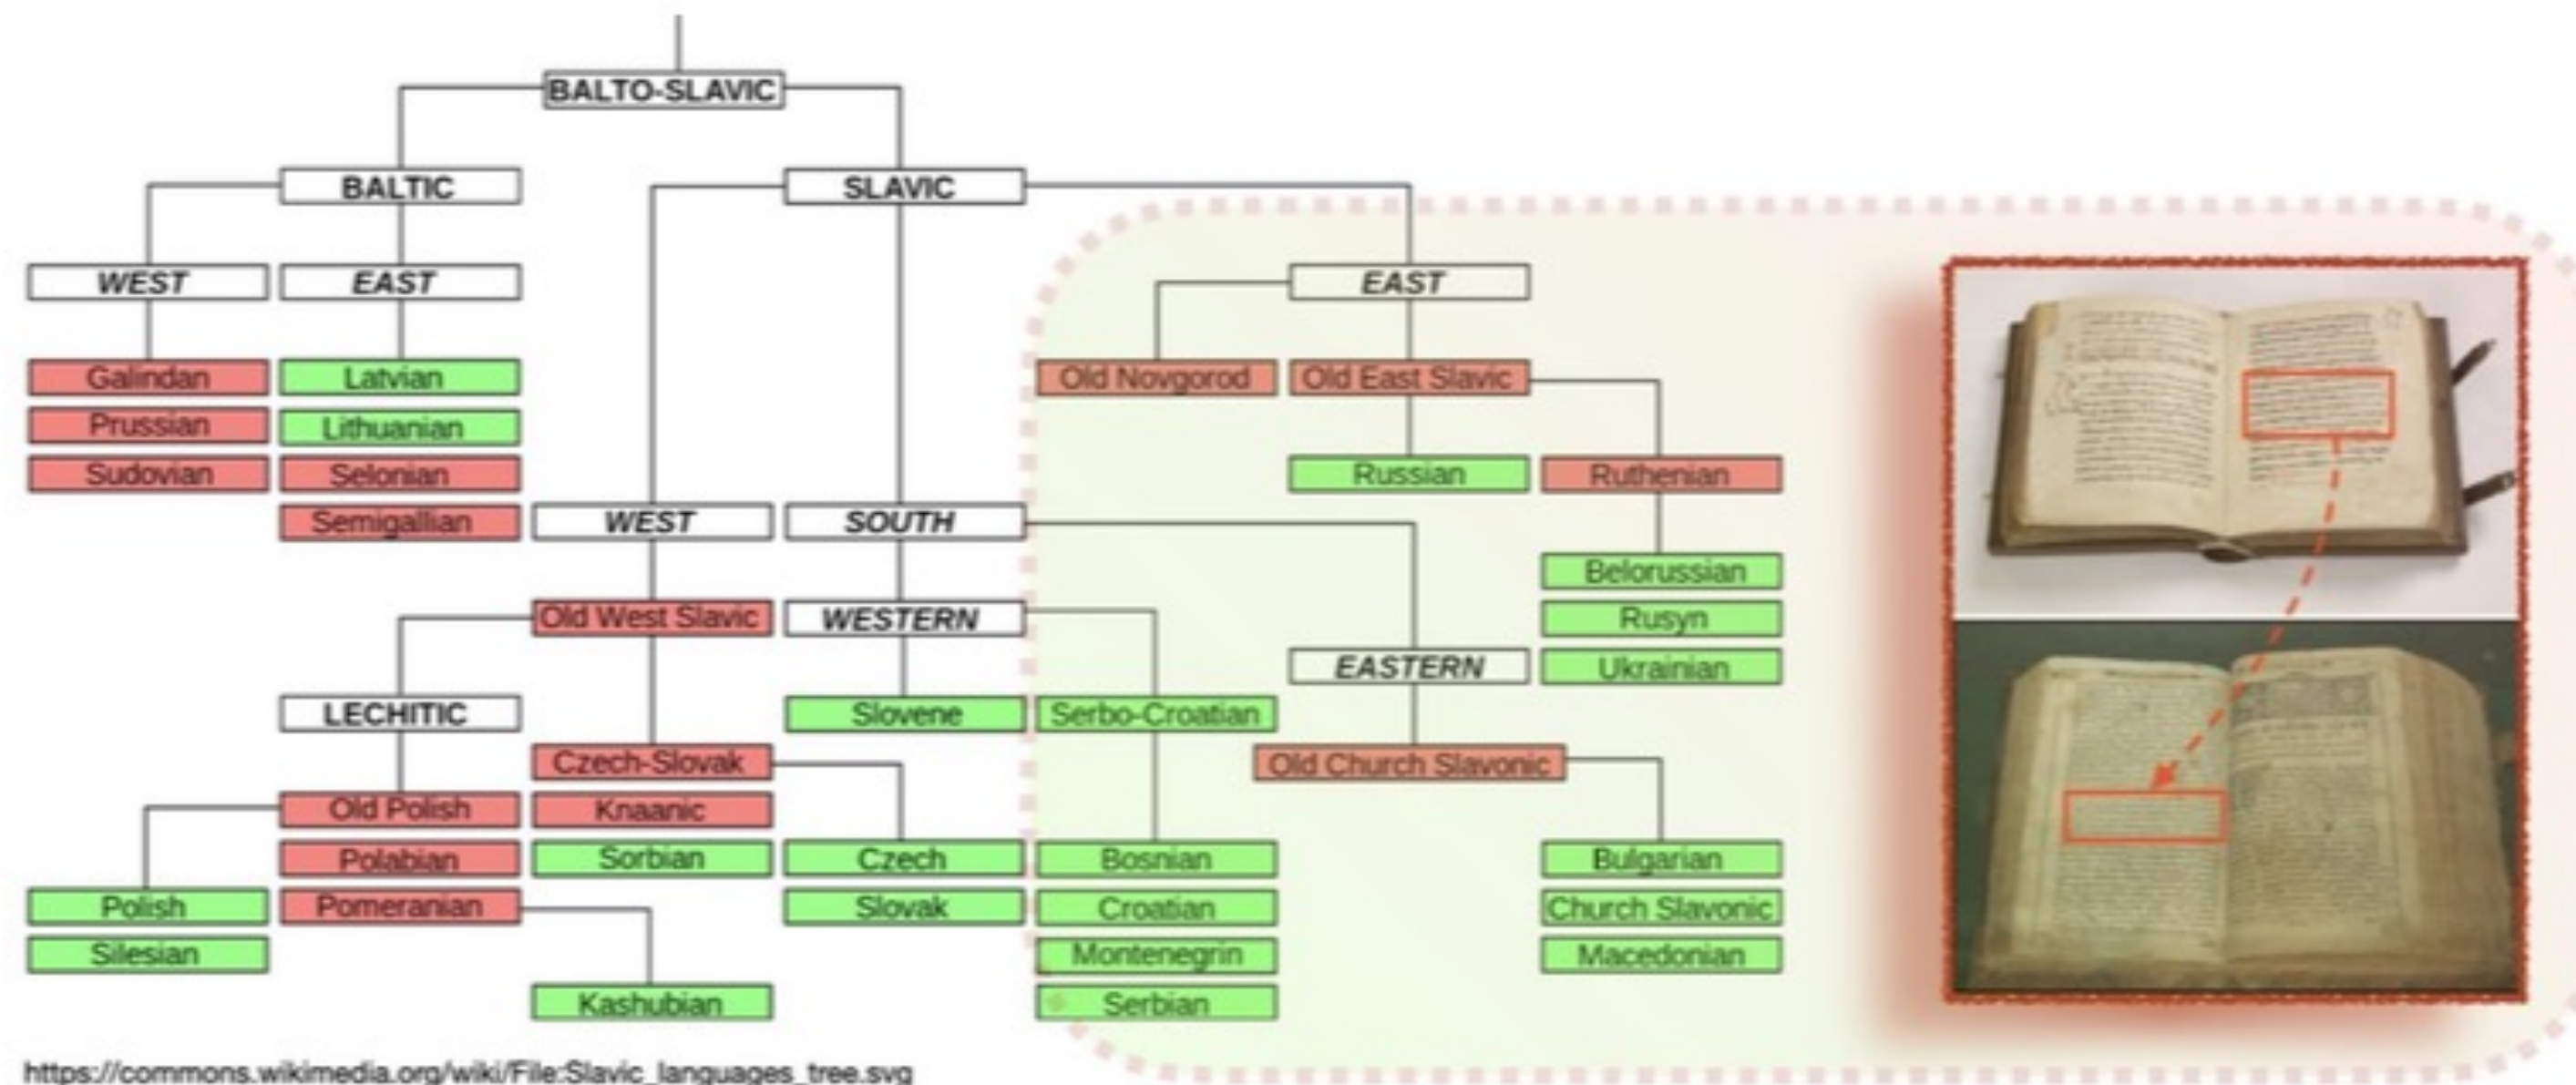 BALTO-SLAVIC
BALTIC
SLAVIC
WEST
EAST
EAST
Galindan
Latvian
Old Novgorod
Old East Slavic
Prussian
Lithuanian
Sudovian
Selonian
Russian
Ruthenian
Semigallian
WEST
SOUTH
Belorussian
Old West Slavic
WESTERN
Rusyn
EASTERN
Ukrainian
LECHITIC
Slovene
Serbo-Croatian
Czech-Slovak
Old Church Slavonic
Old Polish
Knaanic
Polabian
Sorbian
Czech
Bosnian
Bulgarian
Polish
Pomeranian
Slovak
Croatian
Church Slavonic
Silesian
Montenegrin
Macedonian
Kashubian
Serbian
https://commons.wikimedia.org/wiki/File:Slavic_languages_tree.svg